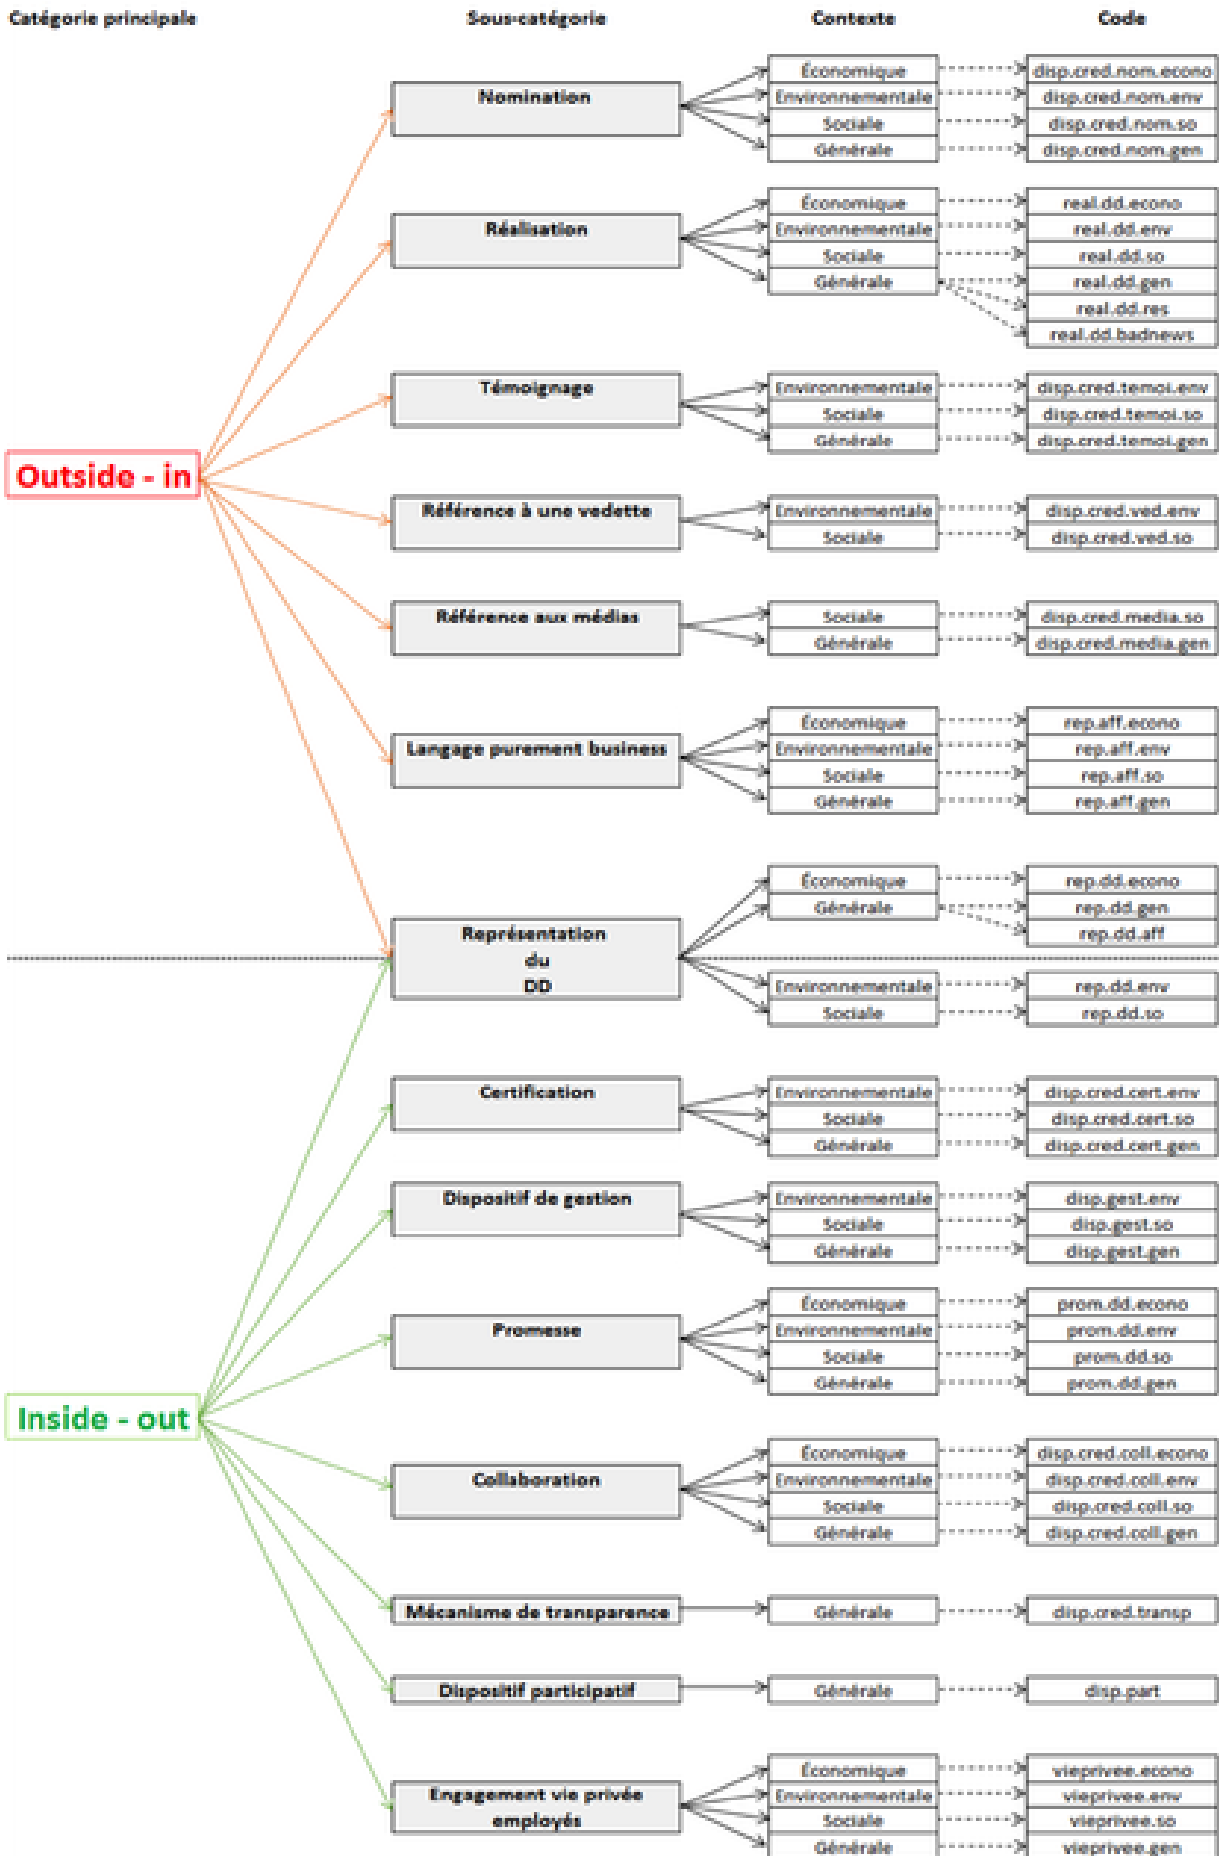 Catégorie principale Sous-catégorie Contexte Code
Nomination
Économique disp.cred.nom.econo
Environnementale disp.cred.nom.env
Sociale disp.cred.nom.so
Générale disp.cred.nom.gen
Réalisation
Économique real.dd.econo
Environnementale real.dd.env
Sociale real.dd.so
Générale real.dd.gen
real.dd.res
real.dd.badnews
Témoignage
Environnementale disp.cred.temoi.env
Sociale disp.cred.temoi.so
Générale disp.cred.temoi.gen
Outside - in
Référence à une vedette
Environnementale disp.cred.ved.env
Sociale disp.cred.ved.so
Référence aux médias
Sociale disp.cred.media.so
Générale disp.cred.media.gen
Langage purement business
Économique rep.aff.econo
Environnementale rep.aff.env
Sociale rep.aff.so
Générale rep.aff.gen
Représentation
du
DD
Économique rep.dd.econo
Générale rep.dd.gen
rep.dd.aff
Environnementale rep.dd.env
Sociale rep.dd.so
Certification
Environnementale disp.cred.cert.env
Sociale disp.cred.cert.so
Générale disp.cred.cert.gen
Dispositif de gestion
Environnementale disp.gest.env
Sociale disp.gest.so
Générale disp.gest.gen
Promesse
Économique prom.dd.econo
Environnementale prom.dd.env
Sociale prom.dd.so
Générale prom.dd.gen
Inside - out
Collaboration
Économique disp.cred.coll.econo
Environnementale disp.cred.coll.env
Sociale disp.cred.coll.so
Générale disp.cred.coll.gen
Mécanisme de transparence Générale disp.cred.transp
Dispositif participatif Générale disp.part
Engagement vie privée
employés
Économique vieprivee.econo
Environnementale vieprivee.env
Sociale vieprivee.so
Générale vieprivee.gen